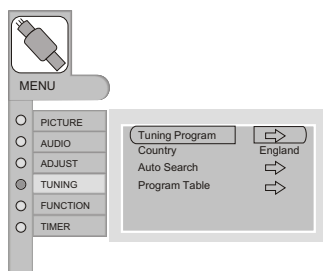 MENU
PICTURE
AUDIO
ADJUST
TUNING
FUNCTION
TIMER
Tuning Program
Country England
Auto Search
Program Table